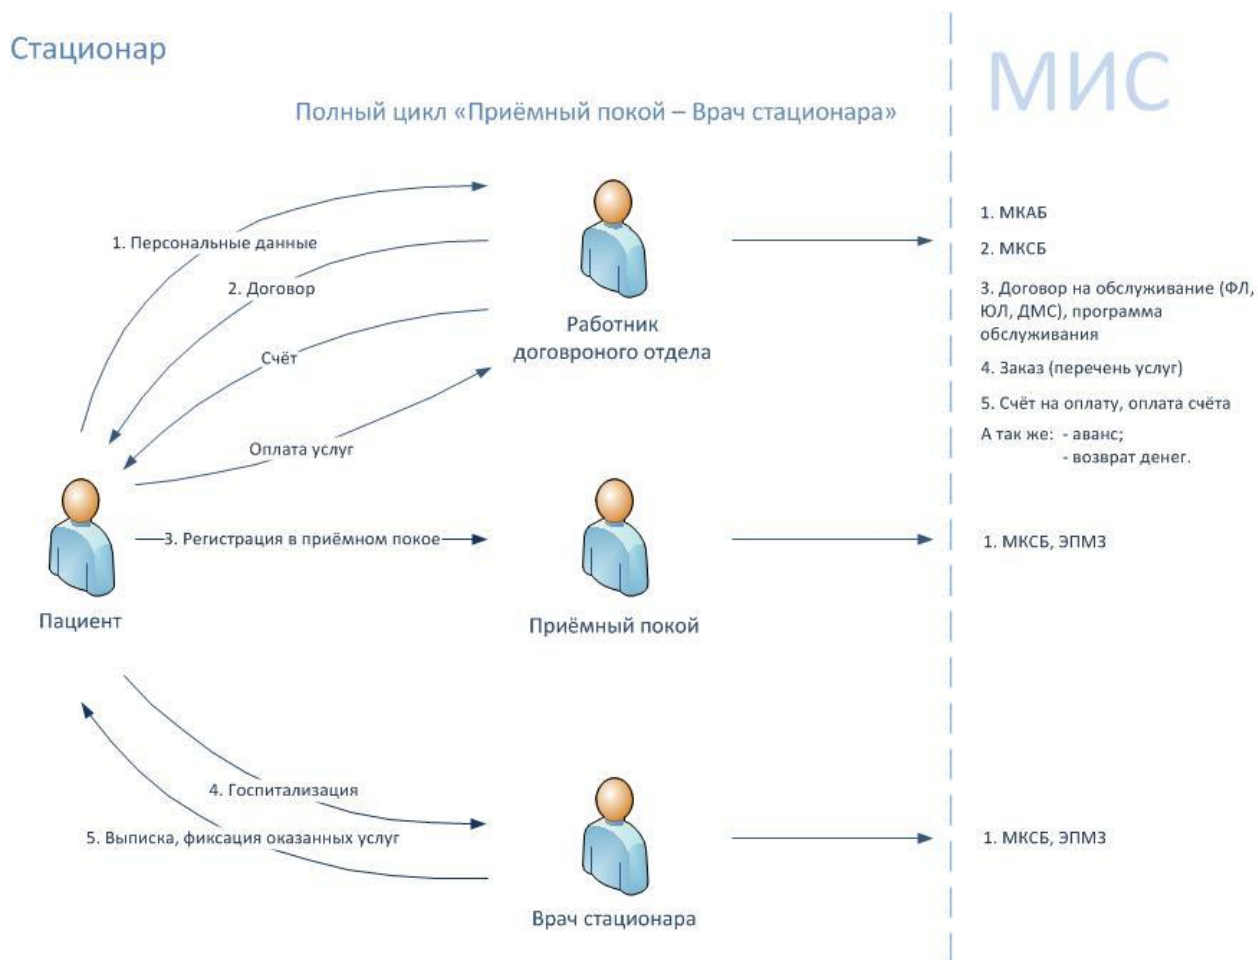 Стационар
МИС
Полный цикл «Приёмный покой – Врач стационара»
1. Персональные данные
2. Договор
Счёт
Оплата услуг
Работник
договроного отдела
1. МКАБ
2. МКСБ
3. Договор на обслуживание (ФЛ,
ЮЛ, ДМС), программа
обслуживания
4. Заказ (перечень услуг)
5. Счёт на оплату, оплата счёта
А так же: - аванс;
- возврат денег.
Пациент
3. Регистрация в приёмном покое
Приёмный покой
1. МКСБ, ЭПМЗ
4. Госпитализация
5. Выписка, фиксация оказанных услуг
Врач стационара
1. МКСБ, ЭПМЗ